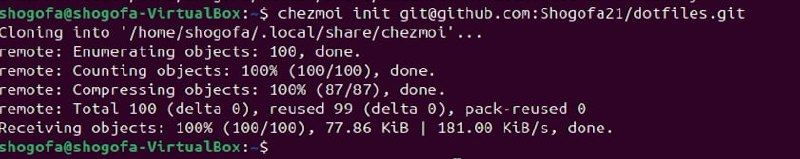 shogofa@shogofa-VirtualBox:~$ chezmoi init git@github.com:Shogofa21/dotfiles.git
Cloning into '/home/shogofa/.local/share/chezmoi'...
remote: Enumerating objects: 100, done.
remote: Counting objects: 100% (100/100), done.
remote: Compressing objects: 100% (87/87), done.
remote: Total 100 (delta 0), reused 99 (delta 0), pack-reused 0
Receiving objects: 100% (100/100), 77.86 KiB | 181.00 KiB/s, done.
shogofa@shogofa-VirtualBox:~$